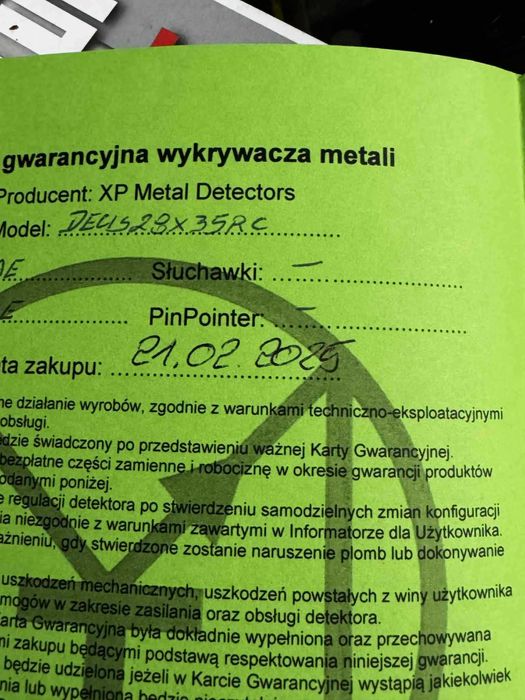 gwarancyjna wykrywacza metali
Producent: XP Metal Detectors
Model: DEUS28X35RC
Słuchawki: —
E PinPointer: —
ta zakupu: 21.02.2025
ne działanie wyrobów, zgodnie z warunkami techniczno-eksploatacyjnymi
obsługi.
dzie świadczony po przedstawieniu ważnej Karty Gwarancyjnej.
bezpłatne części zamienne i robociznę w okresie gwarancji produktów
odanymi poniżej.
e regulacji detektora po stwierdzeniu samodzielnych zmian konfiguracji
ia niezgodnie z warunkami zawartymi w Informatorze dla Użytkownika.
ażnieniu, gdy stwierdzone zostanie naruszenie plomb lub dokonywanie
uszkodzeń mechanicznych, uszkodzeń powstałych z winy użytkownika
mogów w zakresie zasilania oraz obsługi detektora.
arta Gwarancyjna była dokładnie wypełniona oraz przechowywana
mi zakupu będącymi podstawą respektowania niniejszej gwarancji.
będzie udzielona jeżeli w Karcie Gwarancyjnej wystąpią jakiekolwiek